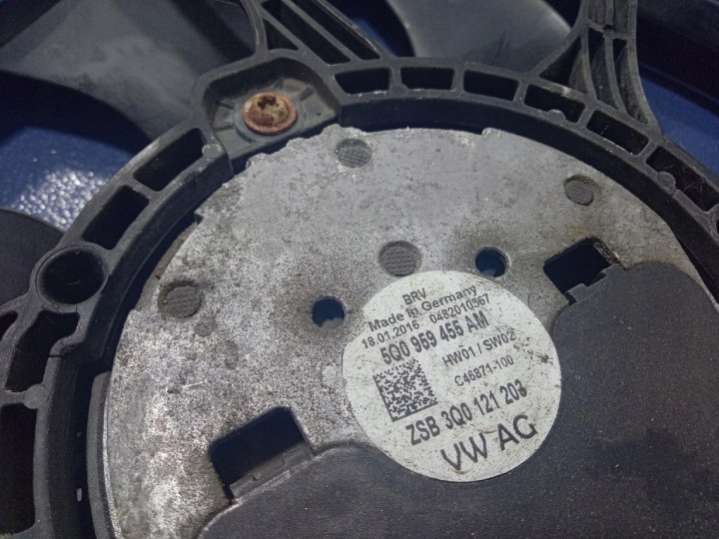 BRV
Made in Germany
18.01.2016 0482010367
5Q0 959 455 AM
HW01 / SW02
C46871-100
ZSB 3Q0 121 203
VW AG